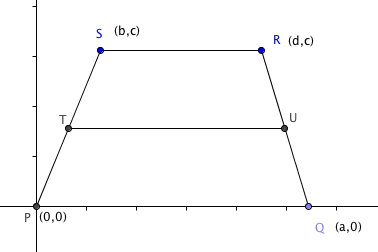 S (b,c)
R (d,c)
T
U
P (0,0)
Q (a,0)